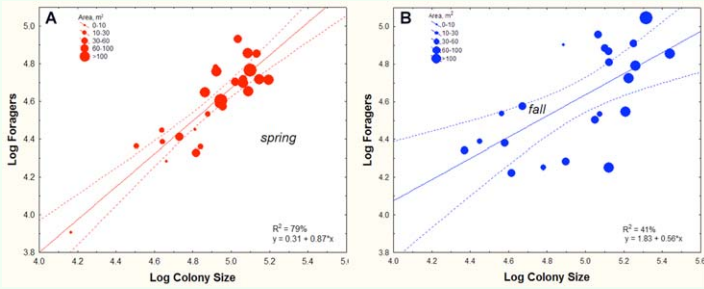 A
Area, m²
0-10
10-30
30-60
60-100
>100
5.0
4.8
4.6
4.4
4.2
4.0
3.8
Log Foragers
spring
R² = 79%
y = 0.31 + 0.87*x
4.0 4.2 4.4 4.6 4.8 5.0 5.2 5.4 5.6
Log Colony Size
B
Area, m²
0-10
10-30
30-60
60-100
+100
5.0
4.8
4.6
4.4
4.2
4.0
3.8
Log Foragers
fall
R² = 41%
y = 1.83 + 0.56*x
4.0 4.2 4.4 4.6 4.8 5.0 5.2 5.4 5.6
Log Colony Size